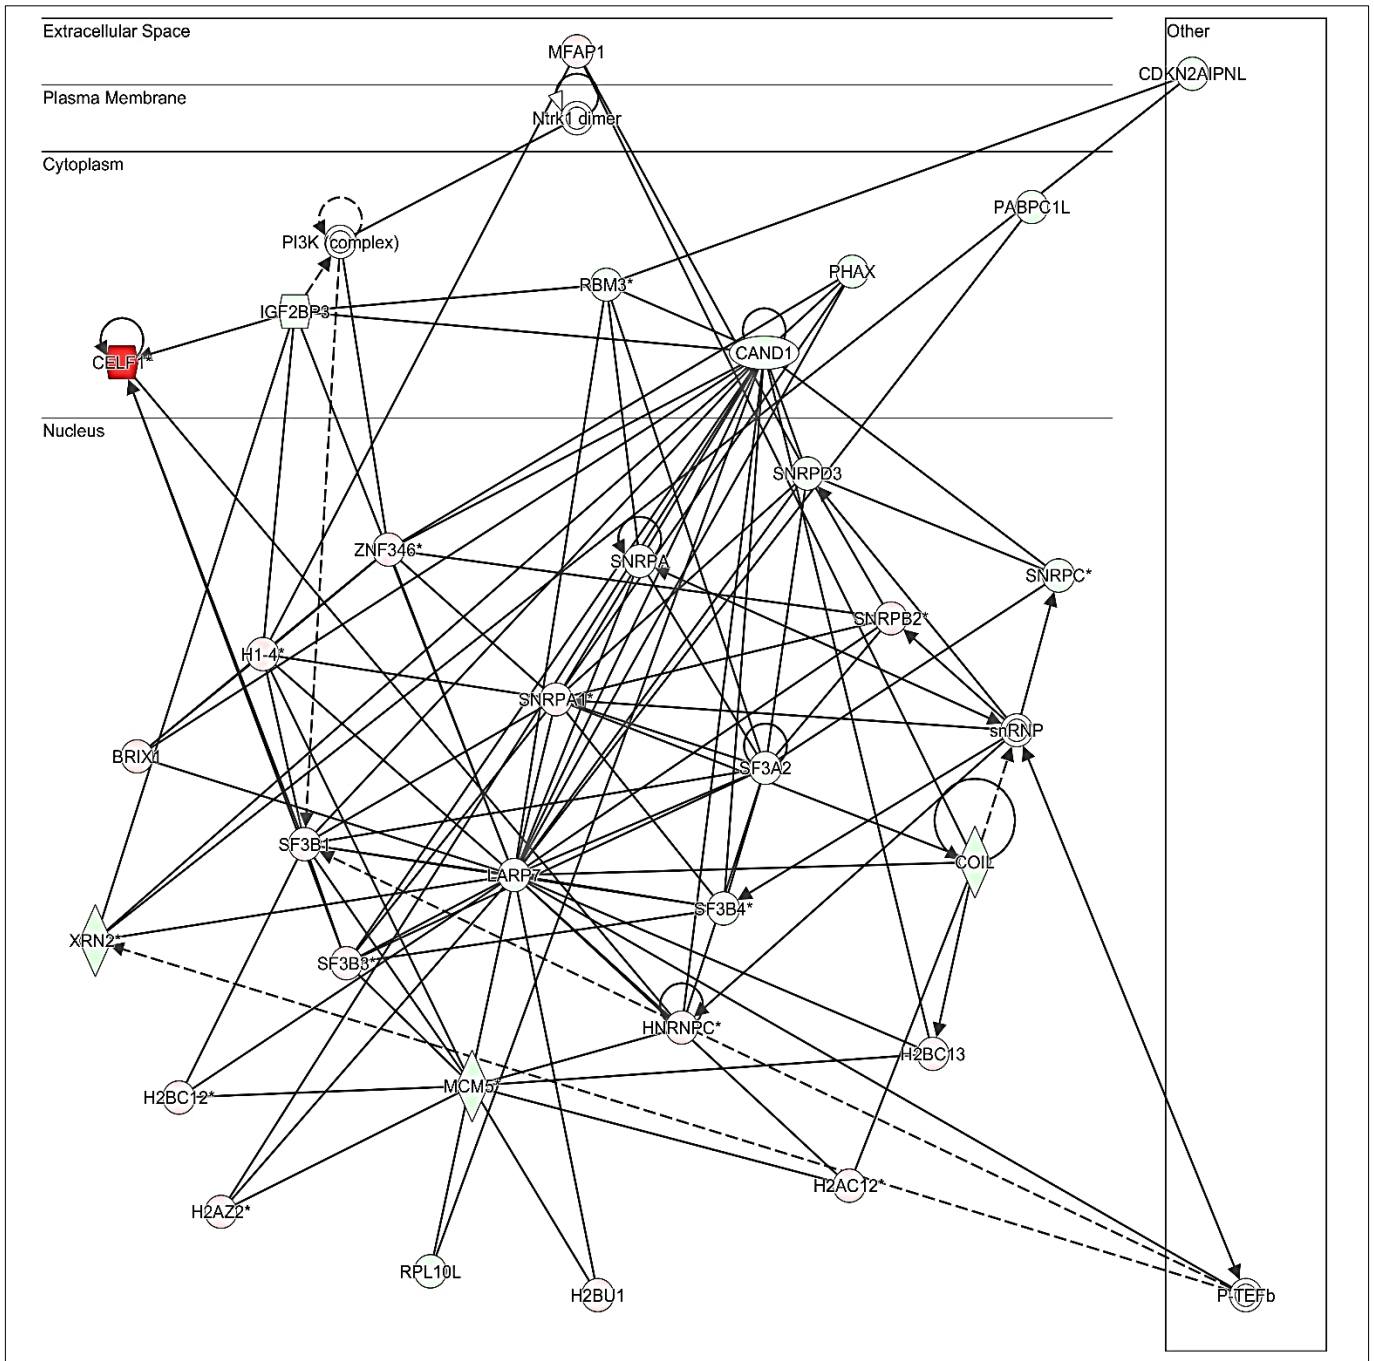 Extracellular Space
Other
MFAP1
CDKN2AIPNL
Plasma Membrane
Ntrk1 dimer
Cytoplasm
PABPC1L
PI3K (complex)
PHAX
RBM3*
IGF2BP3
CAND1
CELF1*
Nucleus
SNRPD3
ZNF346*
SNRPA
SNRPC*
SNRPB2*
H1-4*
SNRPA1*
snRNP
BRIX1
SF3A2
SF3B1
COIL
LARP7
SF3B4*
XRN2*
SF3B3*
HNRNPC*
H2BC13
MCM5*
H2BC12*
H2AC12*
H2AZ2*
RPL10L
H2BU1
P-TEFb